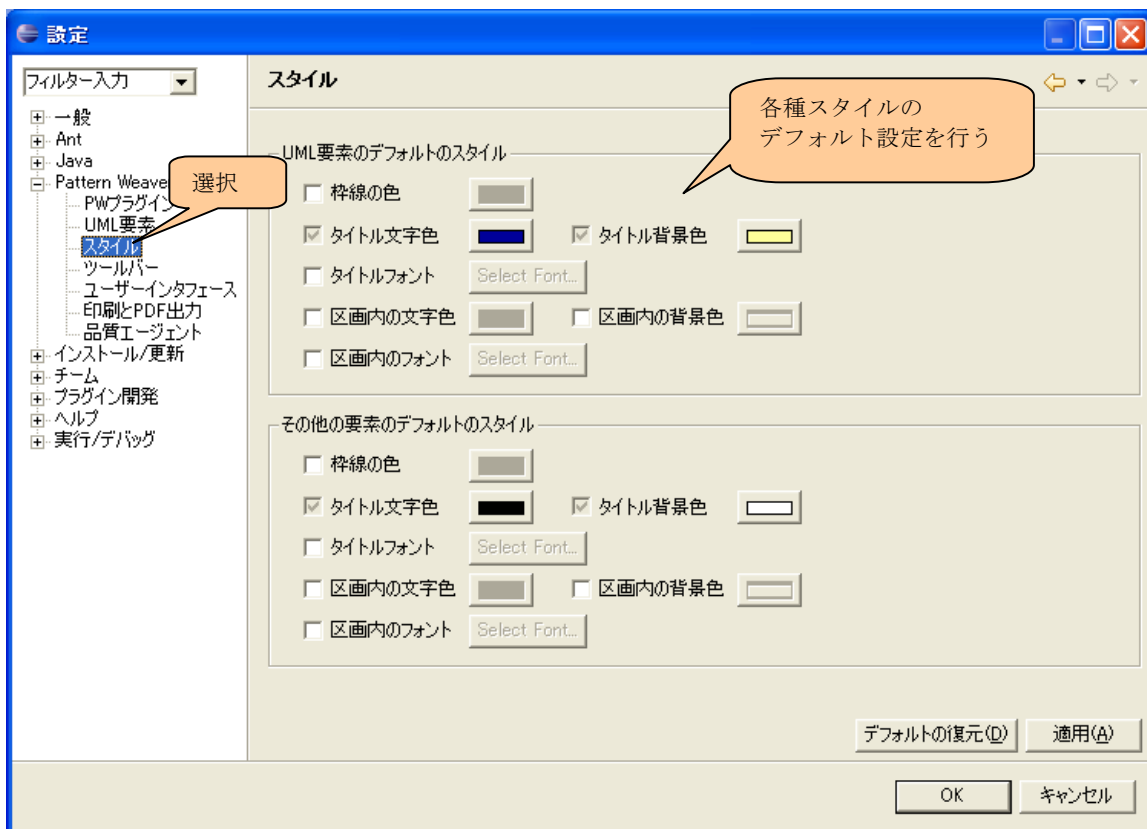 設定
フィルター入力
一般
Ant
Java
Pattern Weave
PWプラグイン
UML要素
スタイル
ツールバー
ユーザーインタフェース
印刷とPDF出力
品質エージェント
インストール/更新
チーム
プラグイン開発
ヘルプ
実行/デバッグ
選択
スタイル
各種スタイルの
デフォルト設定を行う
UML要素のデフォルトのスタイル
枠線の色
タイトル文字色 タイトル背景色
タイトルフォント Select Font...
区画内の文字色 区画内の背景色
区画内のフォント Select Font...
その他の要素のデフォルトのスタイル
枠線の色
タイトル文字色 タイトル背景色
タイトルフォント Select Font...
区画内の文字色 区画内の背景色
区画内のフォント Select Font...
デフォルトの復元(D) 適用(A)
OK キャンセル